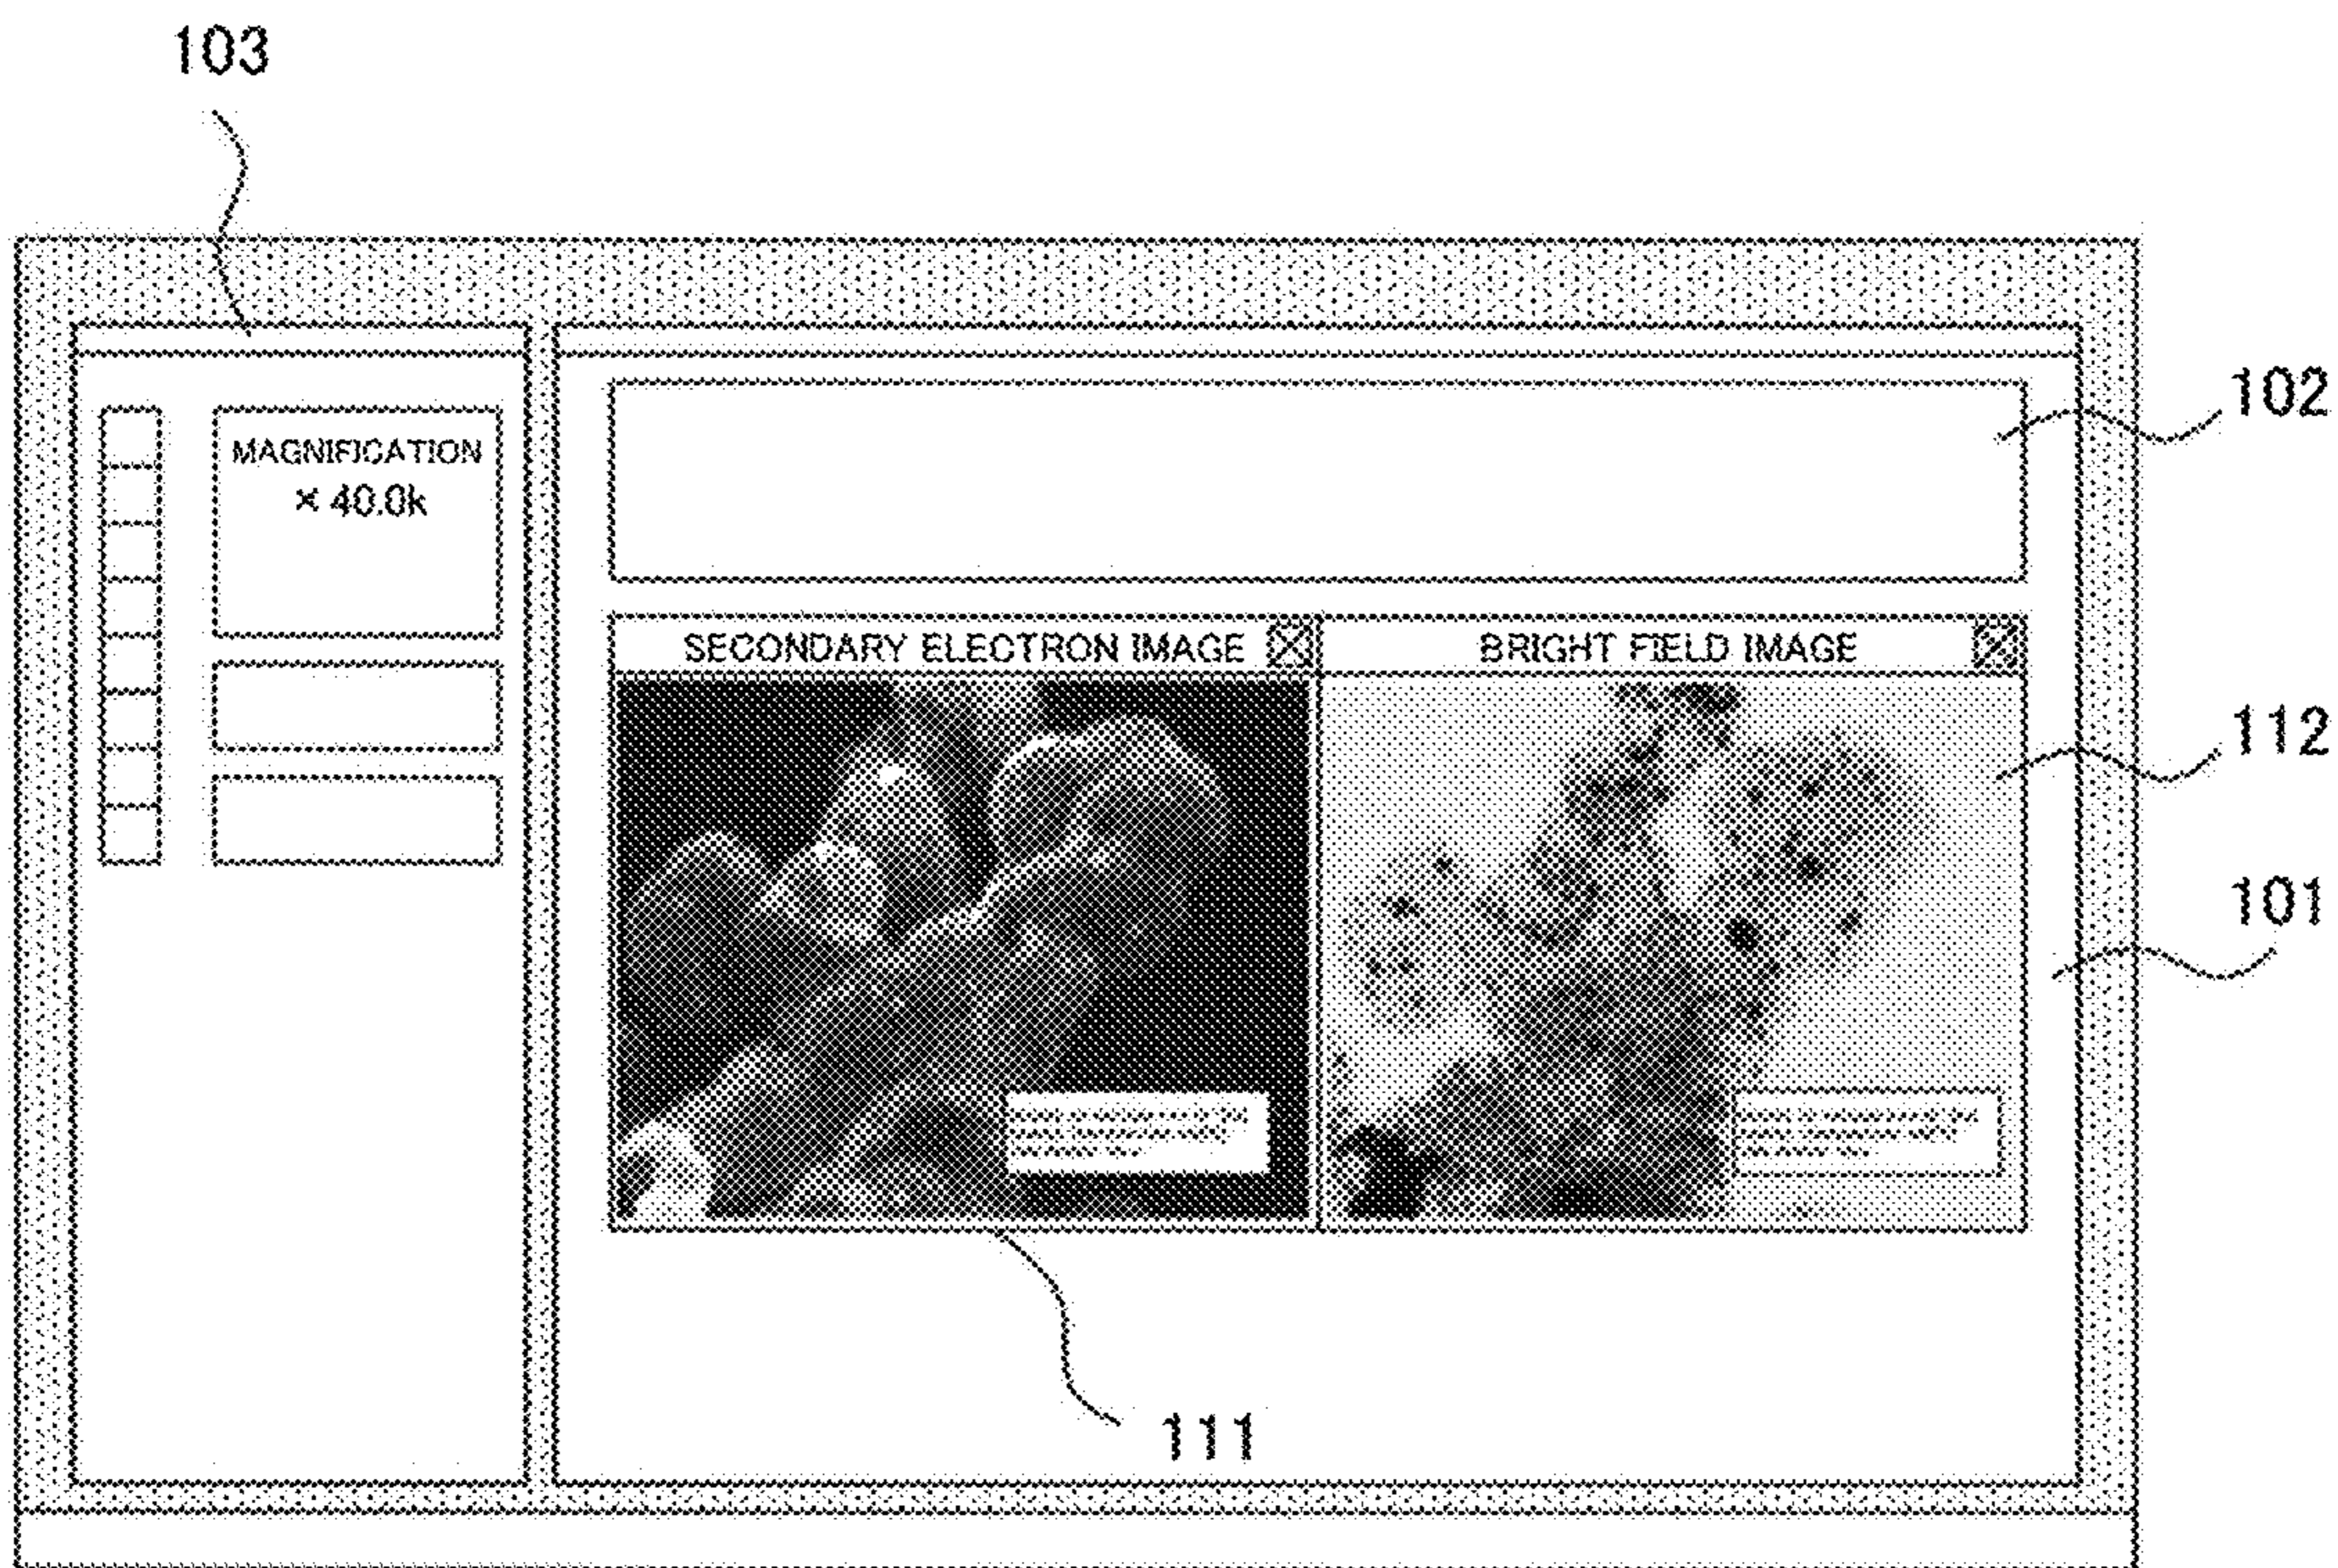 103
102
MAGNIFICATION
× 40.0k
SECONDARY ELECTRON IMAGE
BRIGHT FIELD IMAGE
112
101
111